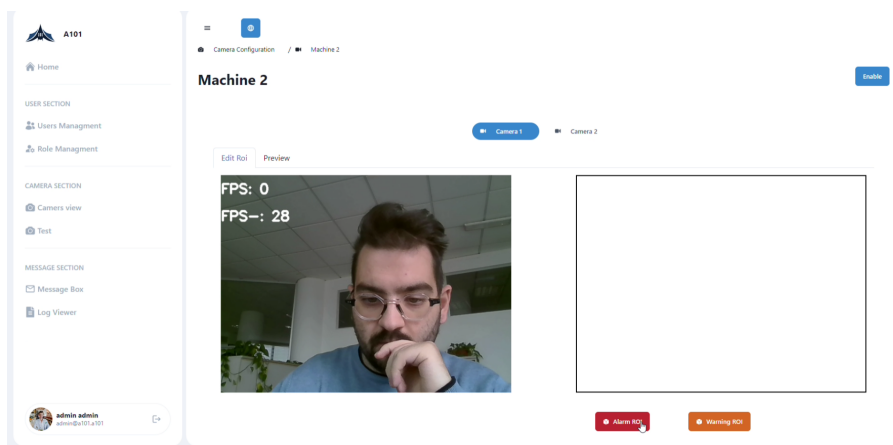 A101
Home
USER SECTION
Users Managment
Role Managment
CAMERA SECTION
Camers view
Test
MESSAGE SECTION
Message Box
Log Viewer
admin admin
admin@a101.a101
Camera Configuration / Machine 2
Machine 2
Enable
Camera 1
Camera 2
Edit Roi
Preview
FPS: 0
FPS-: 28
Alarm ROI
Warning ROI